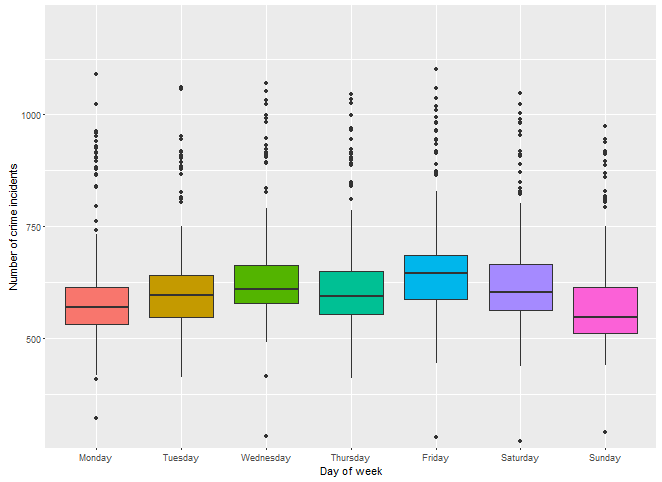 Number of crime incidents
1000
750
500
Monday Tuesday Wednesday Thursday Friday Saturday Sunday
Day of week